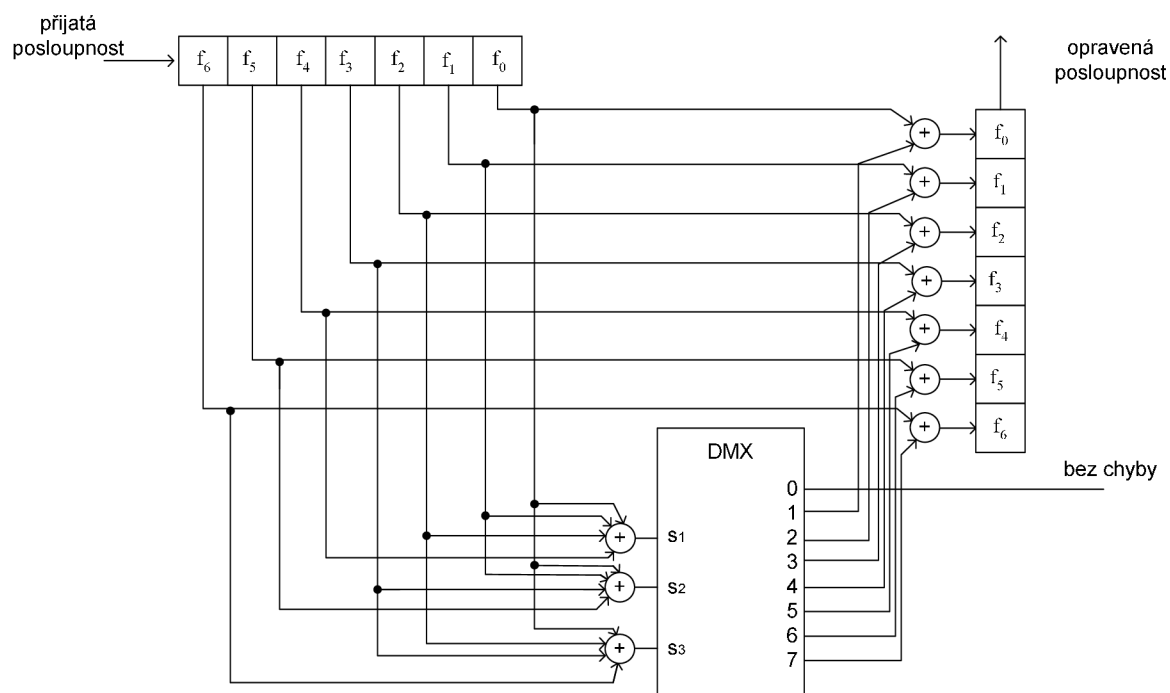 přijatá
posloupnost
f6 f5 f4 f3 f2 f1 f0
opravená
posloupnost
+ f0
+ f1
+ f2
+ f3
+ f4
+ f5
+ f6
DMX
bez chyby
0
1
2
3
4
5
6
7
+ s1
+ s2
+ s3